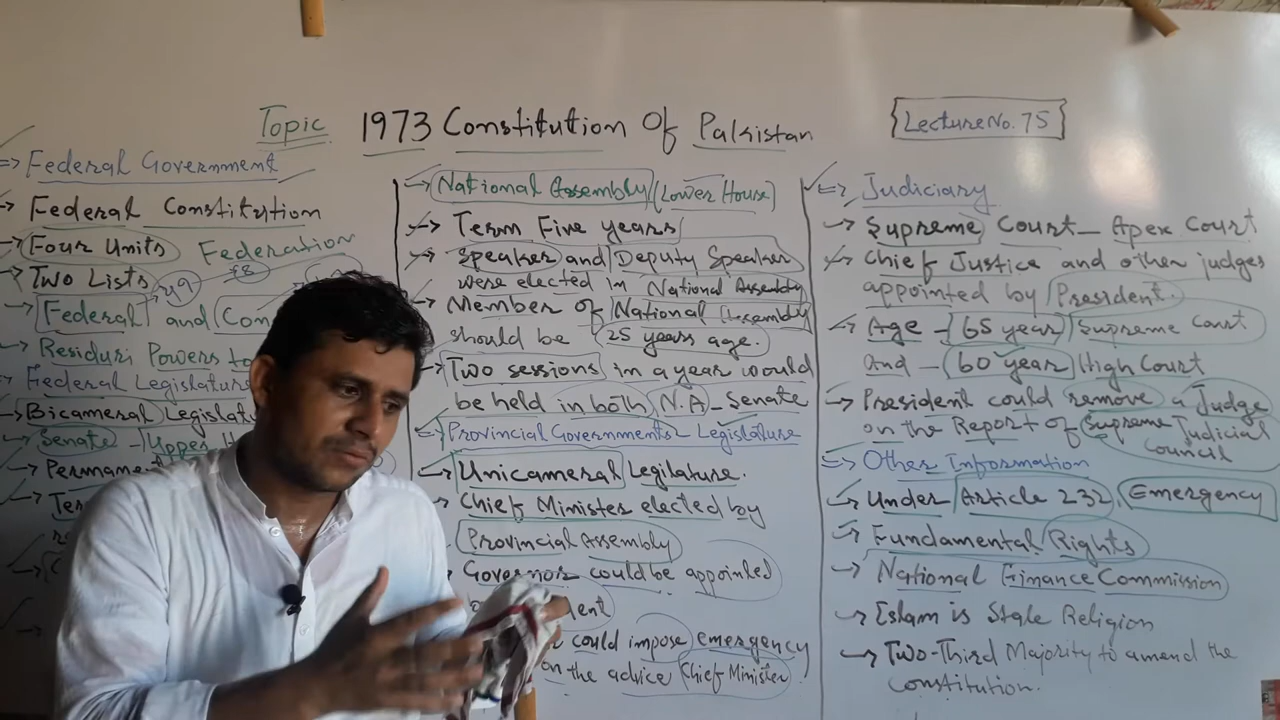 Topic 1973 Constitution Of Pakistan
Lecture No. 75
Federal Government
Federal Constitution
Four Units Federation
Two Lists
Federal and Con
Residuri Powers to
Federal Legislature
Bicameral Legislat
Senate - Upper H
Permane
Te
National Assembly (Lower House)
Term Five years
Speaker and Deputy Speaker
were elected in National Assembly
Member of National Assembly
should be 25 years age.
Two sessions in a year would
be held in both N.A - Senate
Provincial Governments - Legislature
Unicameral Legilature.
Chief Minister elected by
Provincial Assembly
Governor could be appointed
ent
could impose emergency
on the advice Chief Minister
Judiciary
Supreme Court - Apex Court
Chief Justice and other judges
appointed by President.
Age - 65 year Supreme Court
And - 60 year High Court
President could remove a Judge
on the Report of Supreme Judicial
Council
Other Information
Under Article 232, Emergency
Fundamental Rights
National Finance Commission
Islam is State Religion
Two-Third Majority to amend the
Constitution.